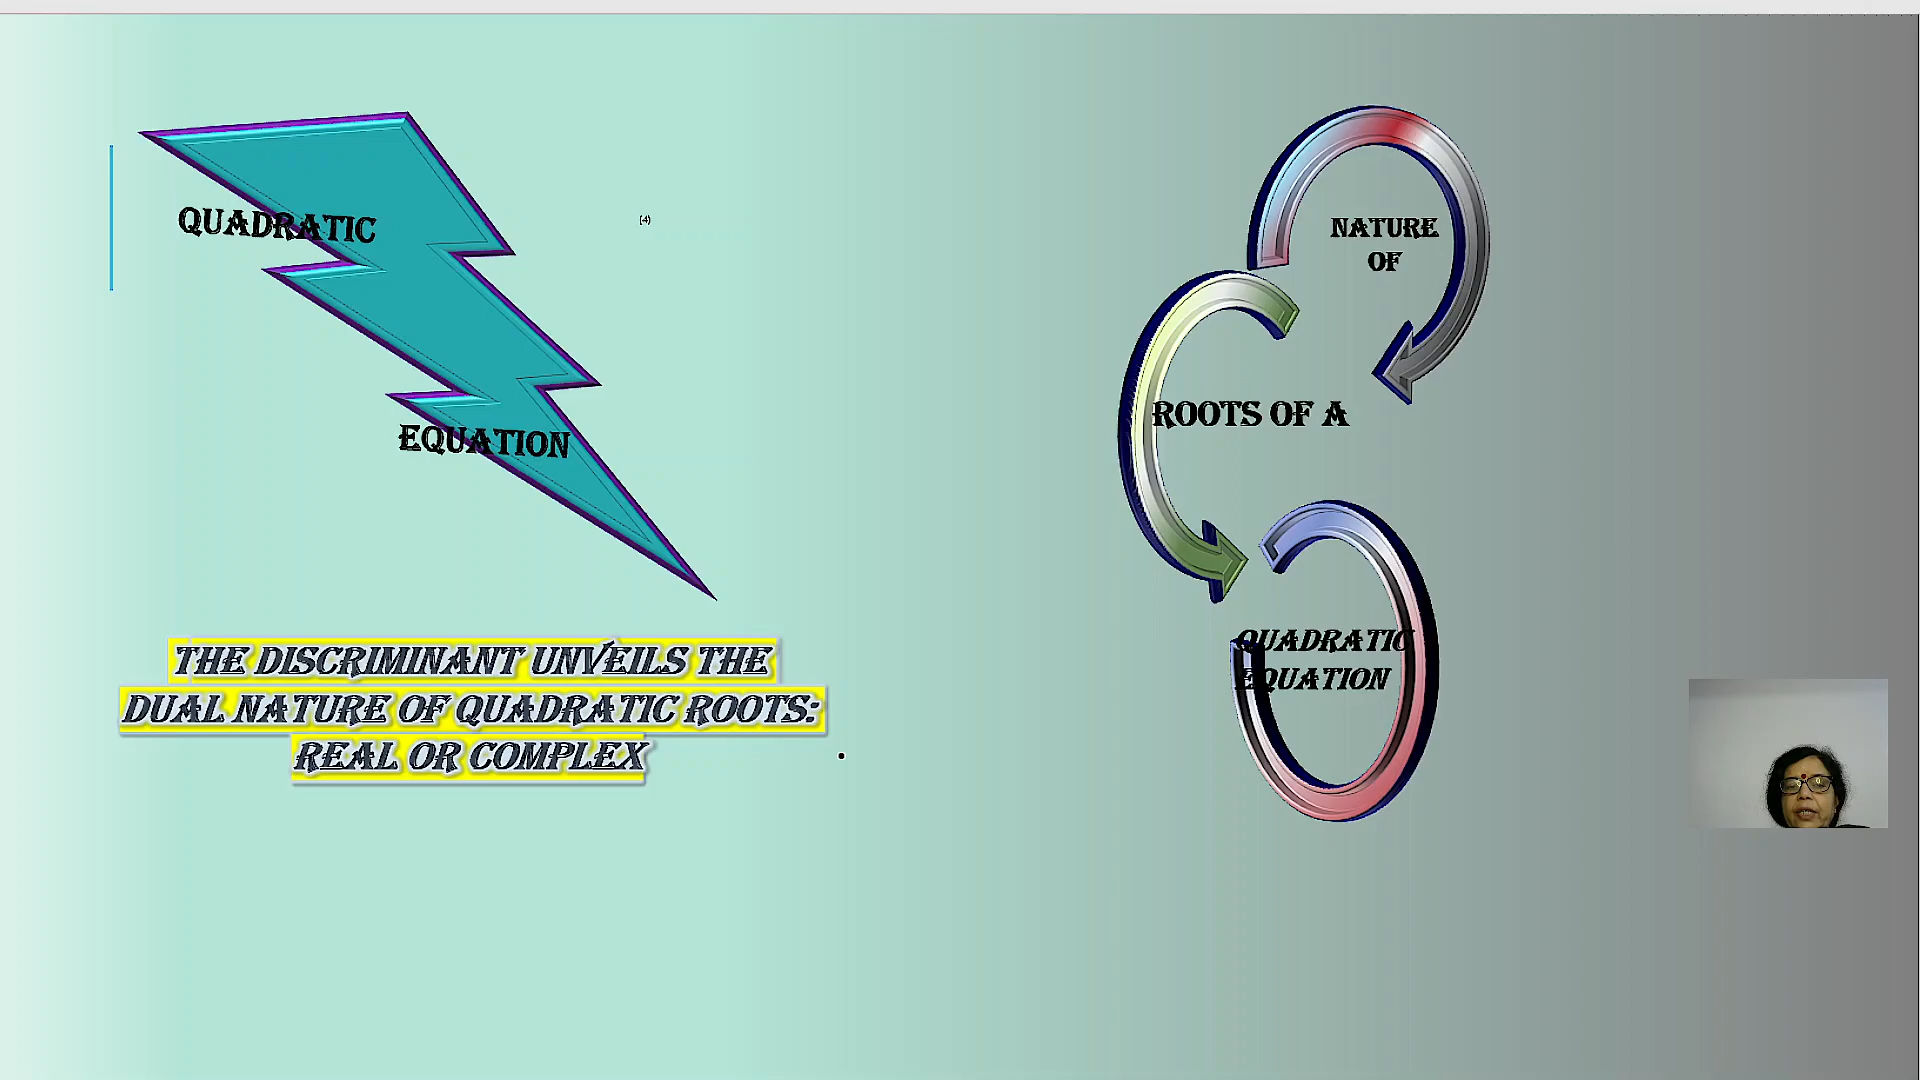 QUADRATIC
EQUATION
(4)
THE DISCRIMINANT UNVEILS THE
DUAL NATURE OF QUADRATIC ROOTS:
REAL OR COMPLEX
NATURE
OF
ROOTS OF A
QUADRATIC
EQUATION